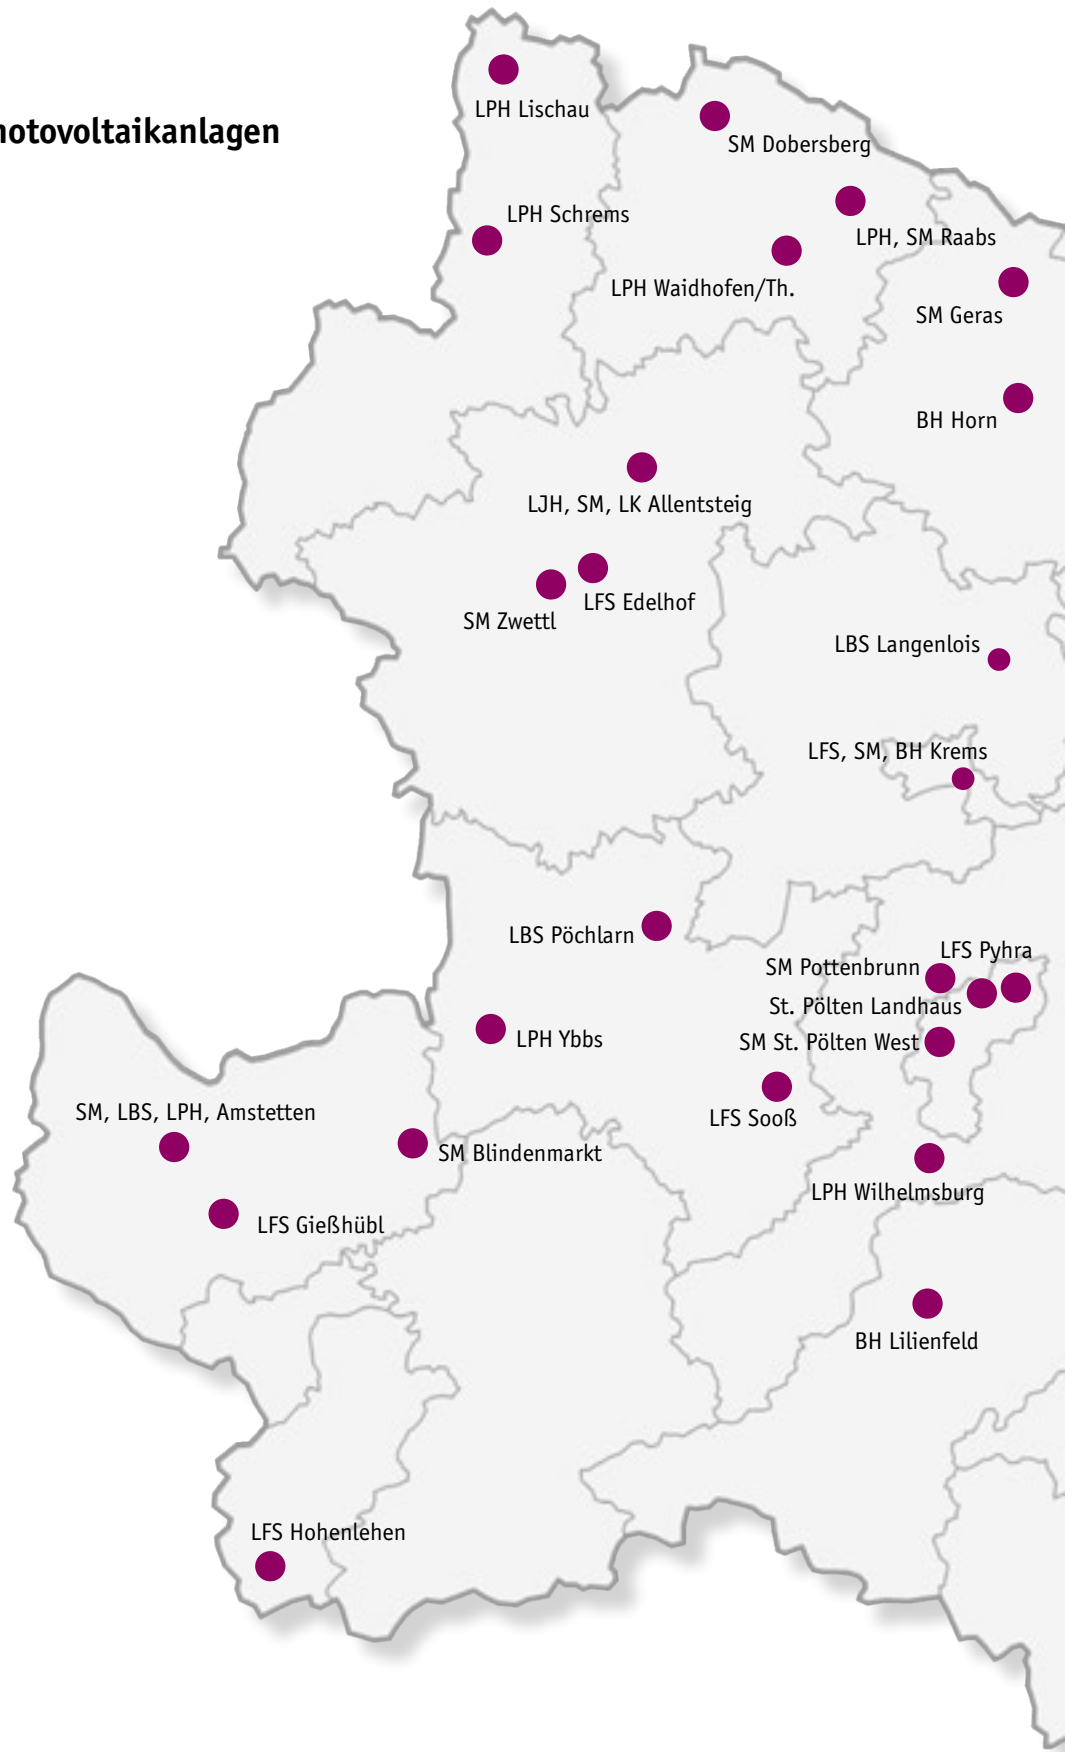 hotovoltaikanlagen
LPH Lischau
SM Dobersberg
LPH Schrems
LPH, SM Raabs
LPH Waidhofen/Th.
SM Geras
BH Horn
LJH, SM, LK Allentsteig
LFS Edelhof
SM Zwettl
LBS Langenlois
LFS, SM, BH Krems
LBS Pöchlarn
LFS Pyhra
SM Pottenbrunn
St. Pölten Landhaus
LPH Ybbs
SM St. Pölten West
SM, LBS, LPH, Amstetten
LFS Sooß
SM Blindenmarkt
LPH Wilhelmsburg
LFS Gießhübl
BH Lilienfeld
LFS Hohenlehen